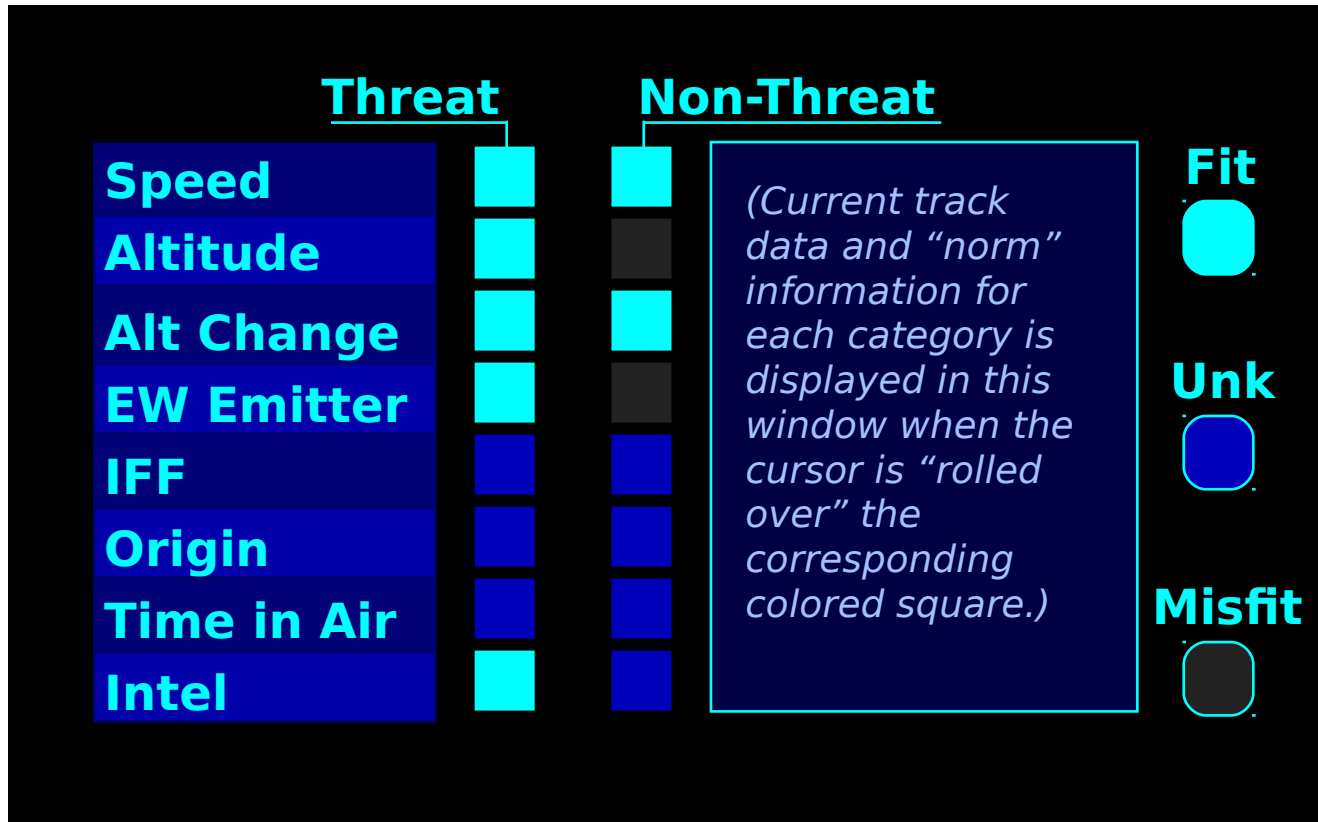 Threat
Non-Threat
Speed
Altitude
Alt Change
EW Emitter
IFF
Origin
Time in Air
Intel
(Current track
data and “norm”
information for
each category is
displayed in this
window when the
cursor is “rolled
over” the
corresponding
colored square.)
Fit
Unk
Misfit